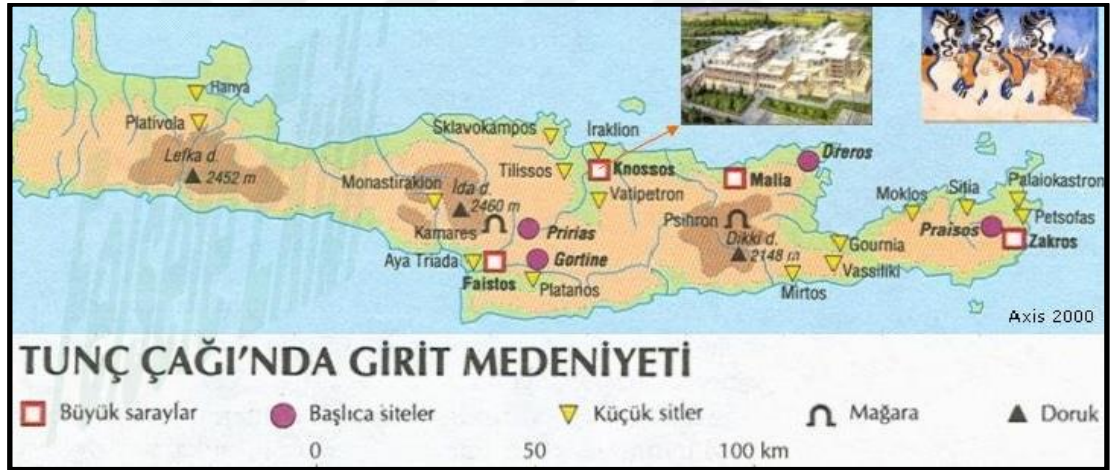 Hanya
Plativola
Lefka d.
2452 m
Sklavokampos
İraklion
Tilissos
Knossos
Malia
Direros
Monastirakion
İda d.
2460 m
Vatipetron
Kamares
Pririas
Psihron
Dikki d.
2148 m
Moklos
Sitia
Palaiokastron
Petsofas
Praisos
Zakros
Gournia
Vassiliki
Mirtos
Aya Triada
Faistos
Gortine
Platanos
Axis 2000
TUNÇ ÇAĞI'NDA GİRİT MEDENİYETİ
Büyük saraylar
Başlıca siteler
Küçük sitler
Mağara
Doruk
0 50 100 km